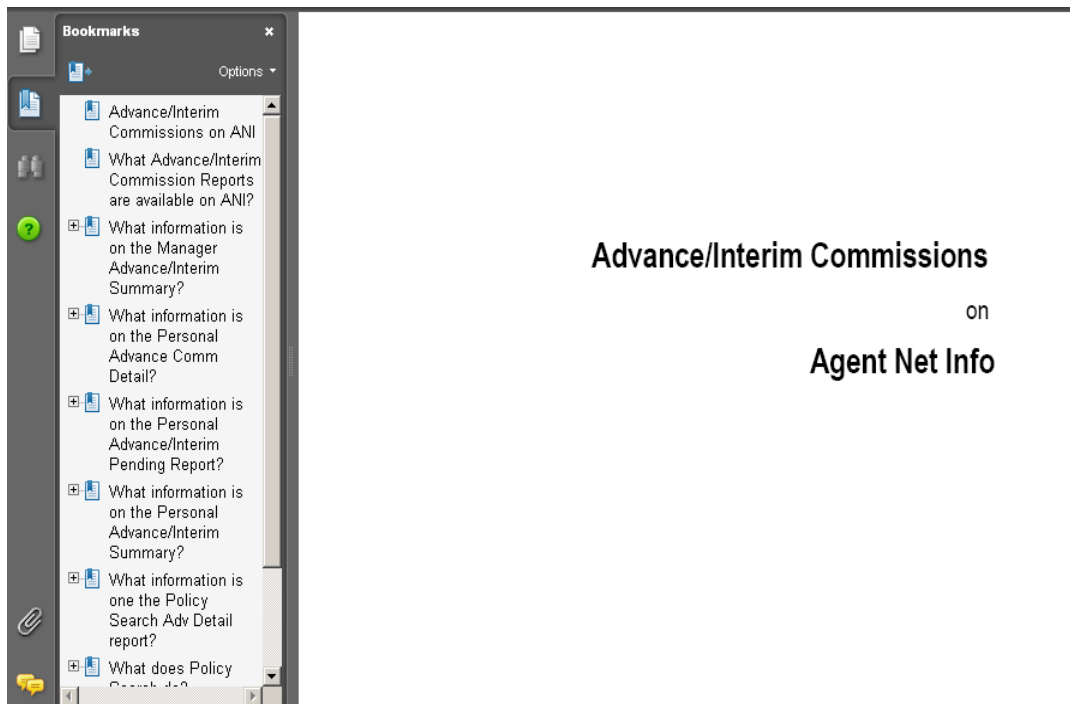 Bookmarks
Options
Advance/Interim
Commissions on ANI
What Advance/Interim
Commission Reports
are available on ANI?
What information is
on the Manager
Advance/Interim
Summary?
What information is
on the Personal
Advance Comm
Detail?
What information is
on the Personal
Advance/Interim
Pending Report?
What information is
on the Personal
Advance/Interim
Summary?
What information is
one the Policy
Search Adv Detail
report?
What does Policy
Advance/Interim Commissions
on
Agent Net Info